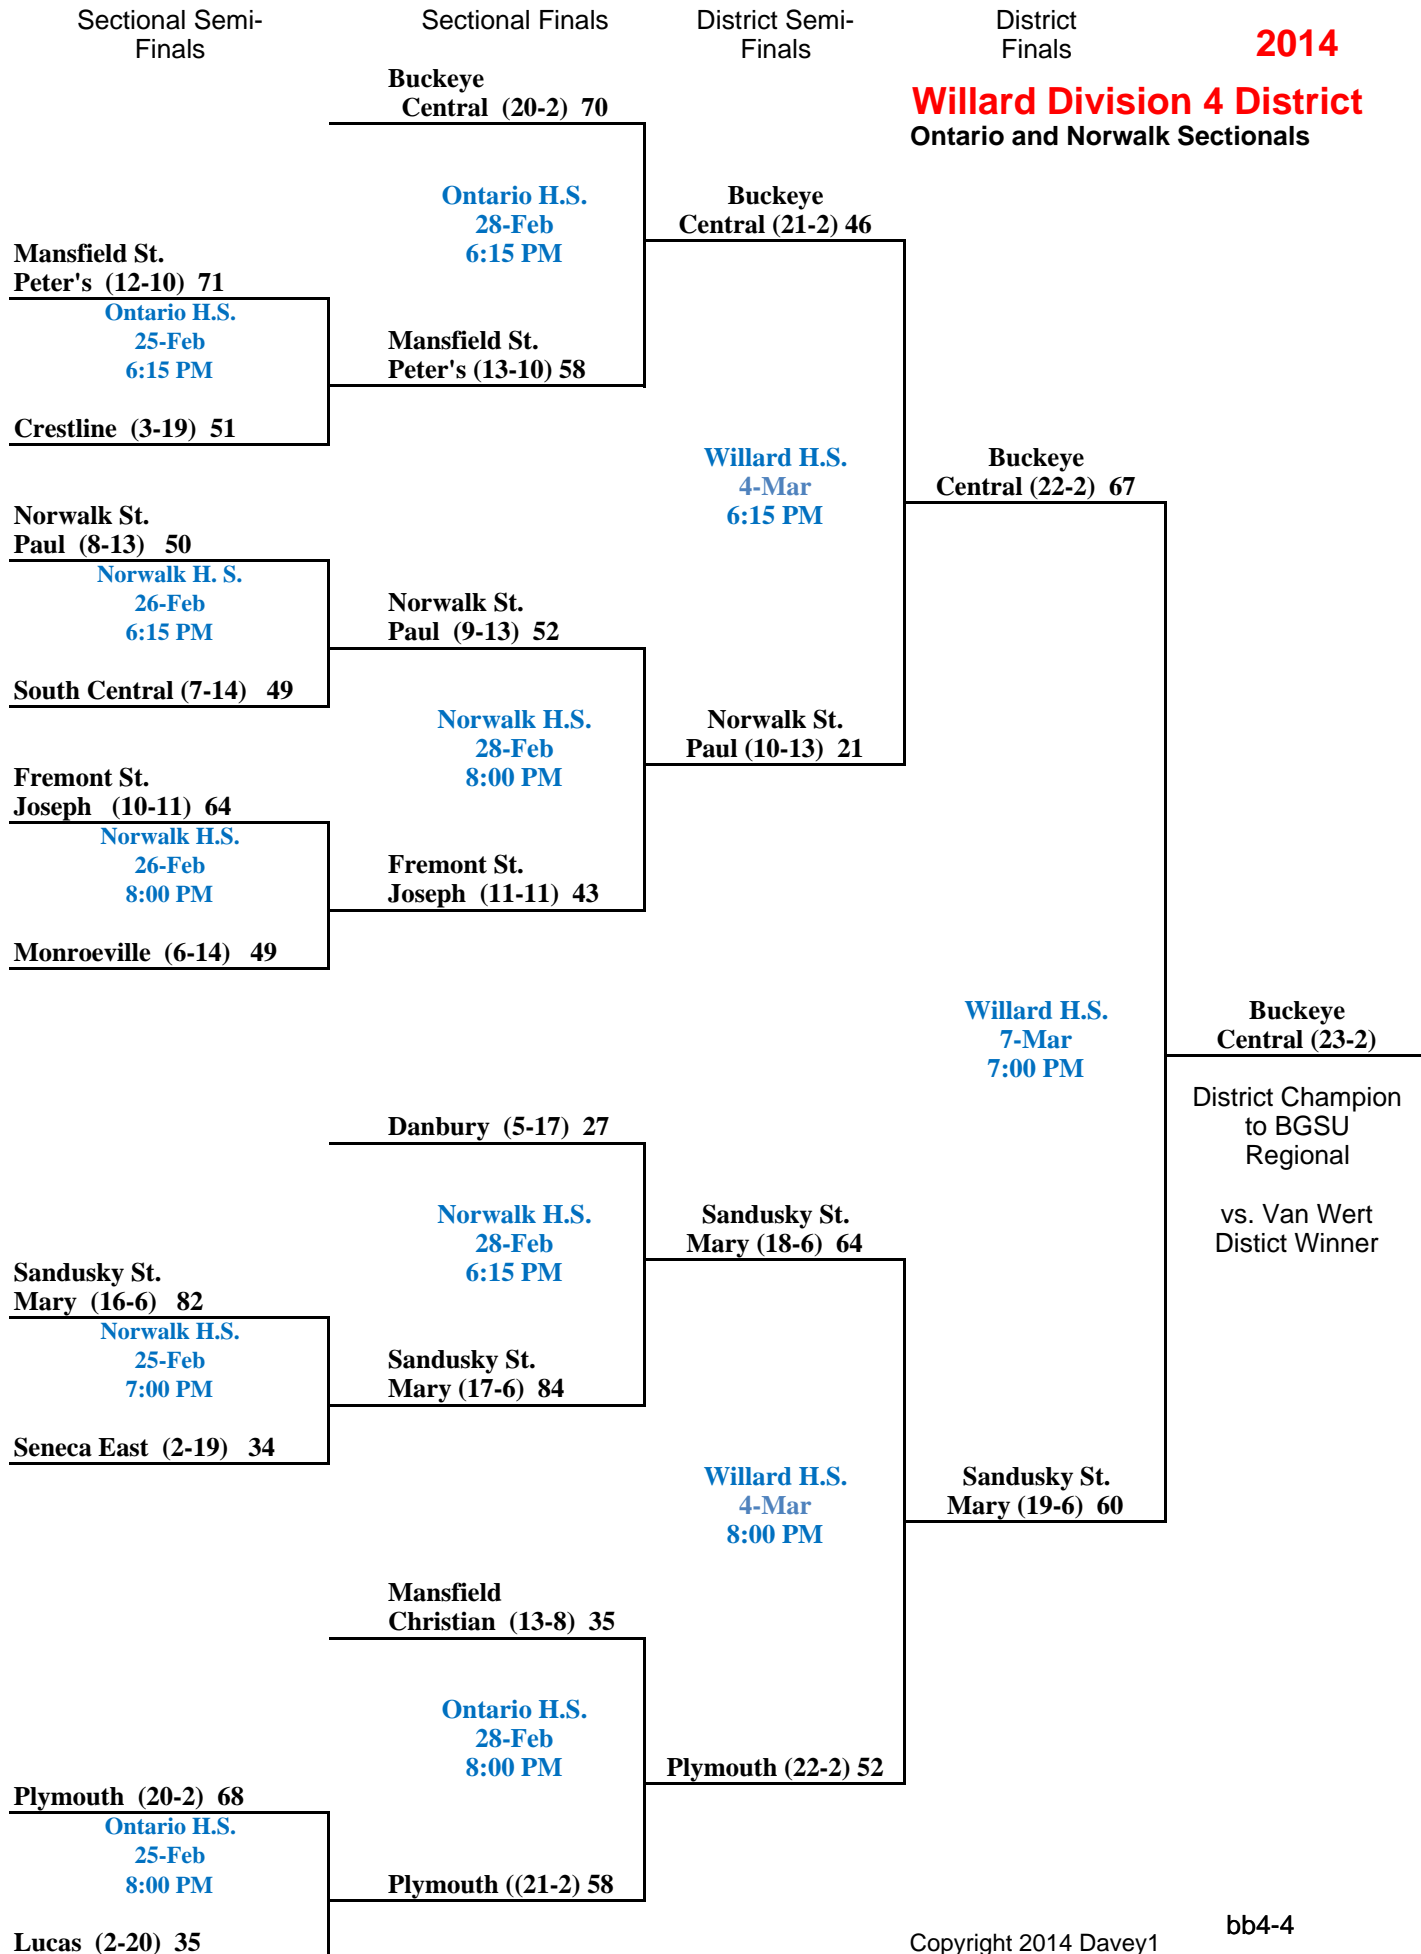 Sectional Semi-
Finals
Sectional Finals
District Semi-
Finals
District
Finals
2014
Willard Division 4 District
Ontario and Norwalk Sectionals
Buckeye
Central (20-2) 70
Ontario H.S.
28-Feb
6:15 PM
Buckeye
Central (21-2) 46
Mansfield St.
Peter's (12-10) 71
Ontario H.S.
25-Feb
6:15 PM
Mansfield St.
Peter's (13-10) 58
Crestline (3-19) 51
Willard H.S.
4-Mar
6:15 PM
Buckeye
Central (22-2) 67
Norwalk St.
Paul (8-13) 50
Norwalk H. S.
26-Feb
6:15 PM
Norwalk St.
Paul (9-13) 52
South Central (7-14) 49
Norwalk H.S.
28-Feb
8:00 PM
Norwalk St.
Paul (10-13) 21
Fremont St.
Joseph (10-11) 64
Norwalk H.S.
26-Feb
8:00 PM
Fremont St.
Joseph (11-11) 43
Monroeville (6-14) 49
Willard H.S.
7-Mar
7:00 PM
Buckeye
Central (23-2)
District Champion
to BGSU
Regional
vs. Van Wert
Distict Winner
Danbury (5-17) 27
Norwalk H.S.
28-Feb
6:15 PM
Sandusky St.
Mary (18-6) 64
Sandusky St.
Mary (16-6) 82
Norwalk H.S.
25-Feb
7:00 PM
Sandusky St.
Mary (17-6) 84
Seneca East (2-19) 34
Willard H.S.
4-Mar
8:00 PM
Sandusky St.
Mary (19-6) 60
Mansfield
Christian (13-8) 35
Ontario H.S.
28-Feb
8:00 PM
Plymouth (22-2) 52
Plymouth (20-2) 68
Ontario H.S.
25-Feb
8:00 PM
Plymouth ((21-2) 58
Lucas (2-20) 35
Copyright 2014 Davey1
bb4-4